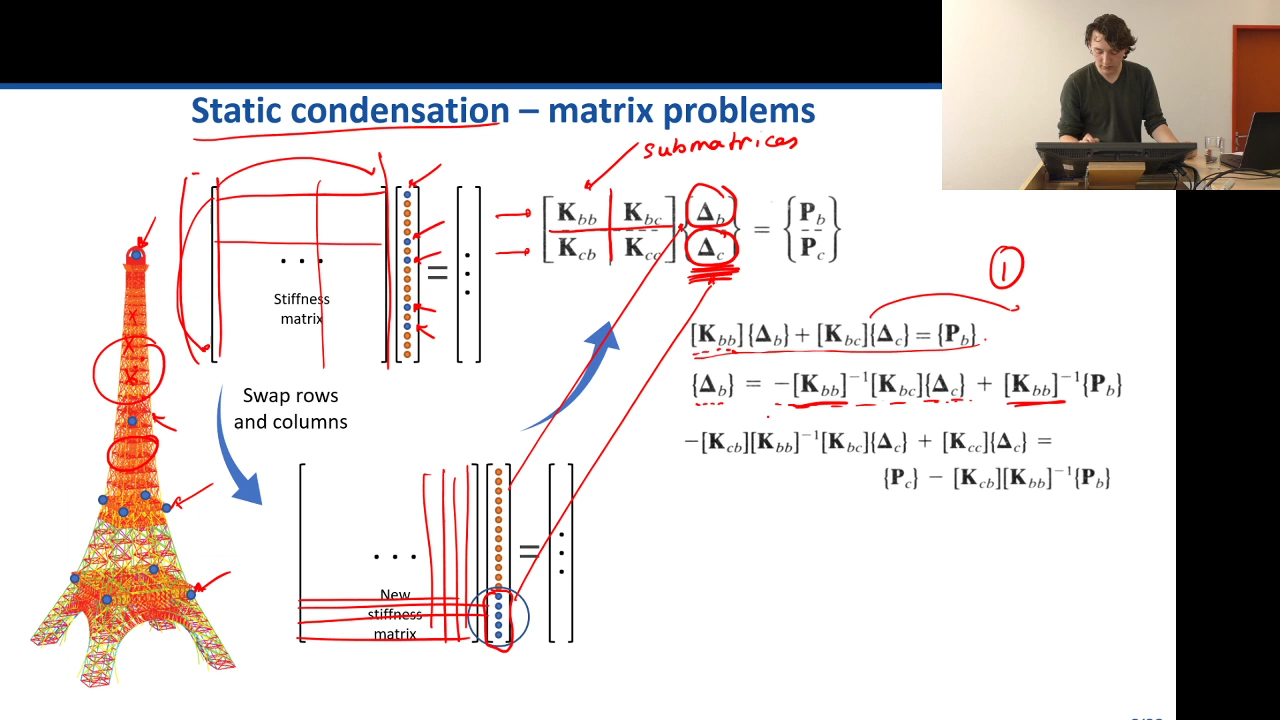 Static condensation – matrix problems
submatrices
. . .
Stiffness
matrix
=
[K_bb K_bc] {Δ_b} = {P_b}
[K_cb K_cc] {Δ_c} {P_c}
1
[K_bb]{Δ_b} + [K_bc]{Δ_c} = {P_b}.
{Δ_b} = −[K_bb]⁻¹[K_bc]{Δ_c} + [K_bb]⁻¹{P_b}
−[K_cb][K_bb]⁻¹[K_bc]{Δ_c} + [K_cc]{Δ_c} =
{P_c} − [K_cb][K_bb]⁻¹{P_b}
Swap rows
and columns
. . .
=
New
stiffness
matrix